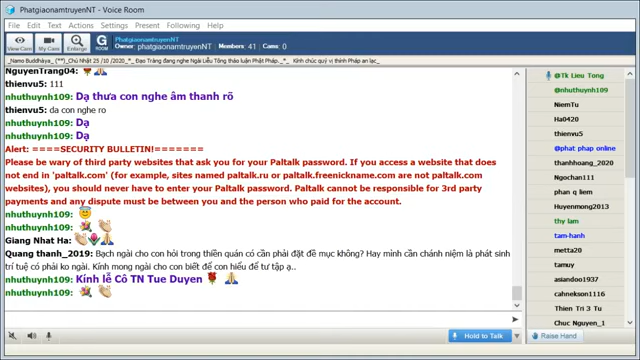 PhatgiaonamtruyenNT - Voice Room
File Edit Text Actions Settings Present Following Help
View Cam
My Cam
Enlarge
G
ROOM
Room: PhatgiaonamtruyenNT
Owner: phatgiaonamtruyenNT Members: 41 Cams: 0
_Namo Buddhàya_* Chủ Nhật 25 /10 /2020_* Đạo Tràng đang nghe Ngài Liễu Tông thảo luận Phật Pháp._*_ Kính chúc quý vị thính Pháp an lạc_
NguyenTrang04:
thienvu5: 111
nhuthuynh109: Dạ thưa con nghe âm thanh rõ
thienvu5: da con nghe ro
nhuthuynh109: Dạ
nhuthuynh109: Dạ
Alert: ====SECURITY BULLETIN!=======
Please be wary of third party websites that ask you for your Paltalk password. If you access a website that does
not end in "paltalk.com" (for example, sites named paltalk.ru or paltalk.freenickname.com are not paltalk.com
websites), you should never have to enter your Paltalk password. Paltalk cannot be responsible for 3rd party
payments and any dispute must be between you and the person who paid for the account.
nhuthuynh109:
nhuthuynh109:
Giang Nhat Ha:
Quang thanh_2019: Bạch ngài cho con hỏi trong thiền quán có cần phải đặt đề mục không? Hay mình cần chánh niệm là phát sinh
trí tuệ có phải ko ngài. Kính mong ngài cho con biết để con hiểu để tư tập ạ..
nhuthuynh109: Kính lễ Cô TN Tue Duyen
nhuthuynh109:
Hold to Talk
@Tk Lieu Tong
@nhuthuynh109
NiemTu
Ha0420
thienvu5
@phat phap online
thanhhoang_2020
Ngochan111
phan q liem
Huyenmong2013
thy lam
tam-hanh
metta20
tamuy
asiandoo1937
cahnekson1116
Thien Tri 3 Tu
Chuc Nguyen_1
Raise Hand